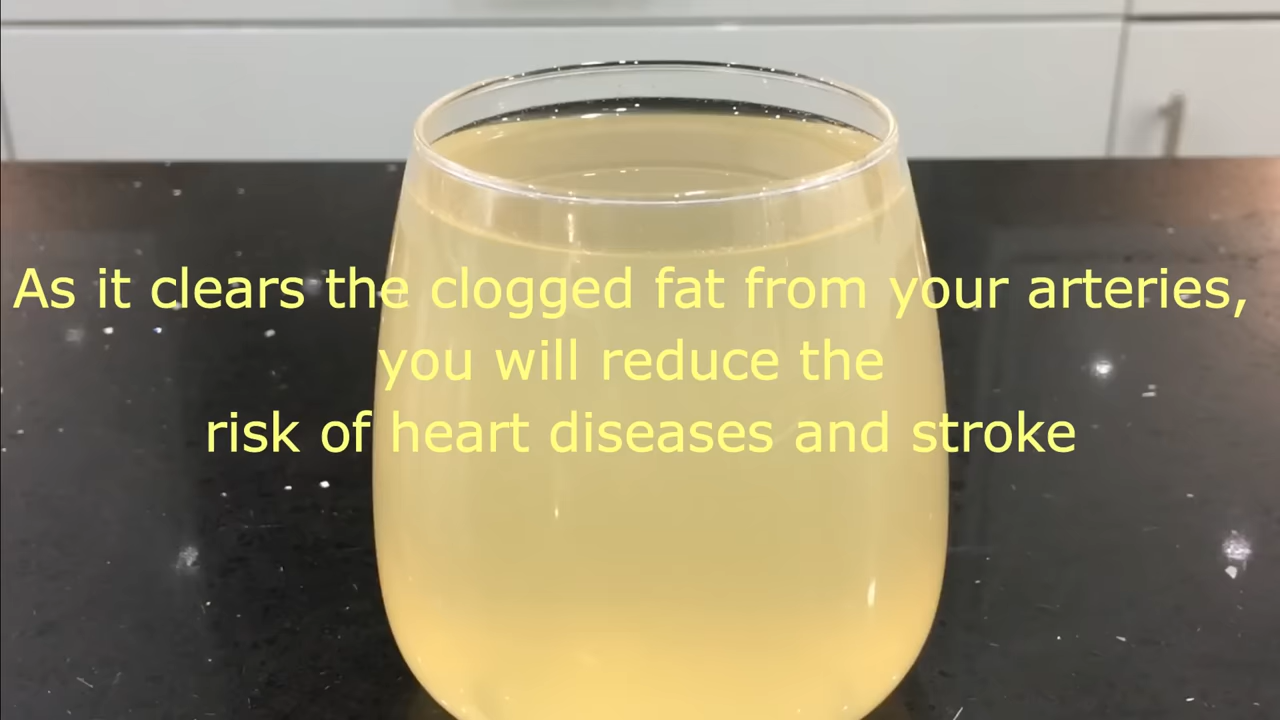 As it clears the clogged fat from your arteries,
you will reduce the
risk of heart diseases and stroke